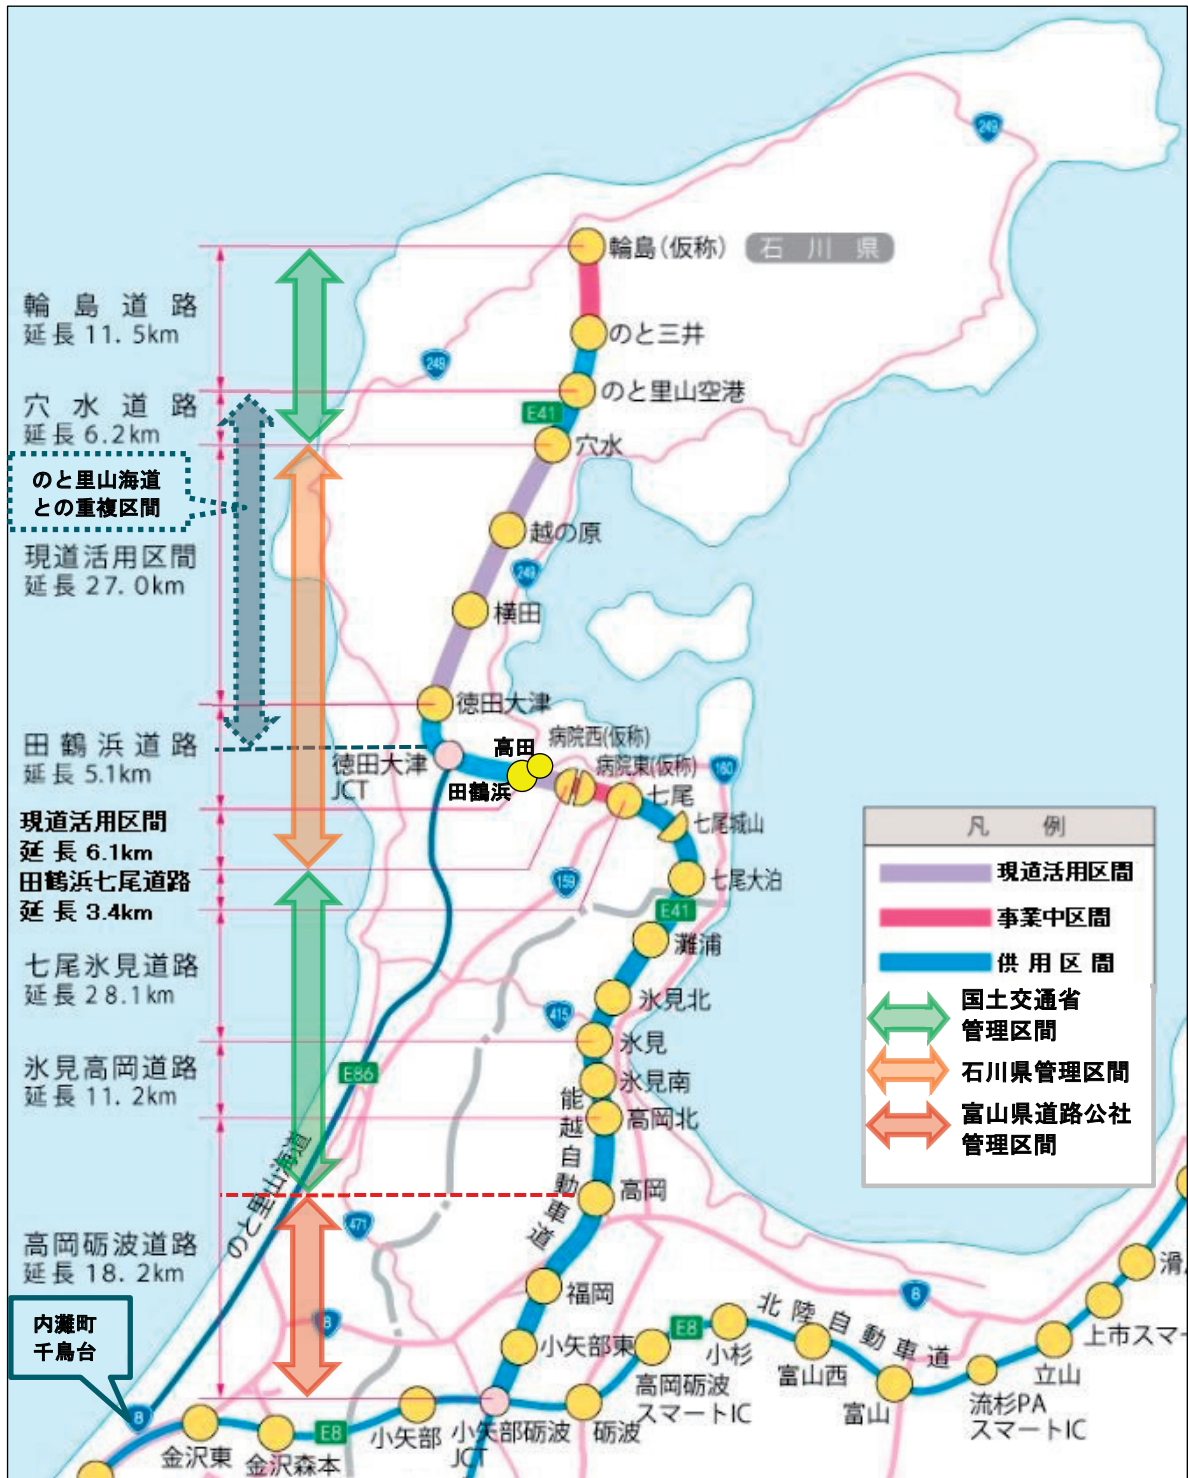 249
輪島(仮称)
石川県
輪島道路
延長 11.5km
のと三井
249
のと里山空港
穴水道路
延長 6.2km
E41
穴水
のと里山海道
との重複区間
越の原
現道活用区間
延長 27.0km
249
横田
徳田大津
田鶴浜道路
延長 5.1km
徳田大津
JCT
高田
病院西(仮称)
病院東(仮称)
160
田鶴浜
七尾
現道活用区間
延長 6.1km
七尾城山
田鶴浜七尾道路
延長 3.4km
159
七尾大泊
E41
灘浦
七尾氷見道路
延長 28.1km
氷見北
415
氷見
氷見高岡道路
延長 11.2km
E86
氷見南
高岡北
能越自動車道
のと里山海道
高岡
471
高岡砺波道路
延長 18.2km
福岡
8
8
内灘町
千鳥台
小矢部東
E8
小杉
北陸自動車道
滑
上市スマー
立山
富山西
高岡砺波
スマートIC
富山
流杉PA
スマートIC
8
金沢東
金沢森本
E8
小矢部
小矢部砺波
JCT
砺波
凡例
現道活用区間
事業中区間
供用区間
国土交通省
管理区間
石川県管理区間
富山県道路公社
管理区間